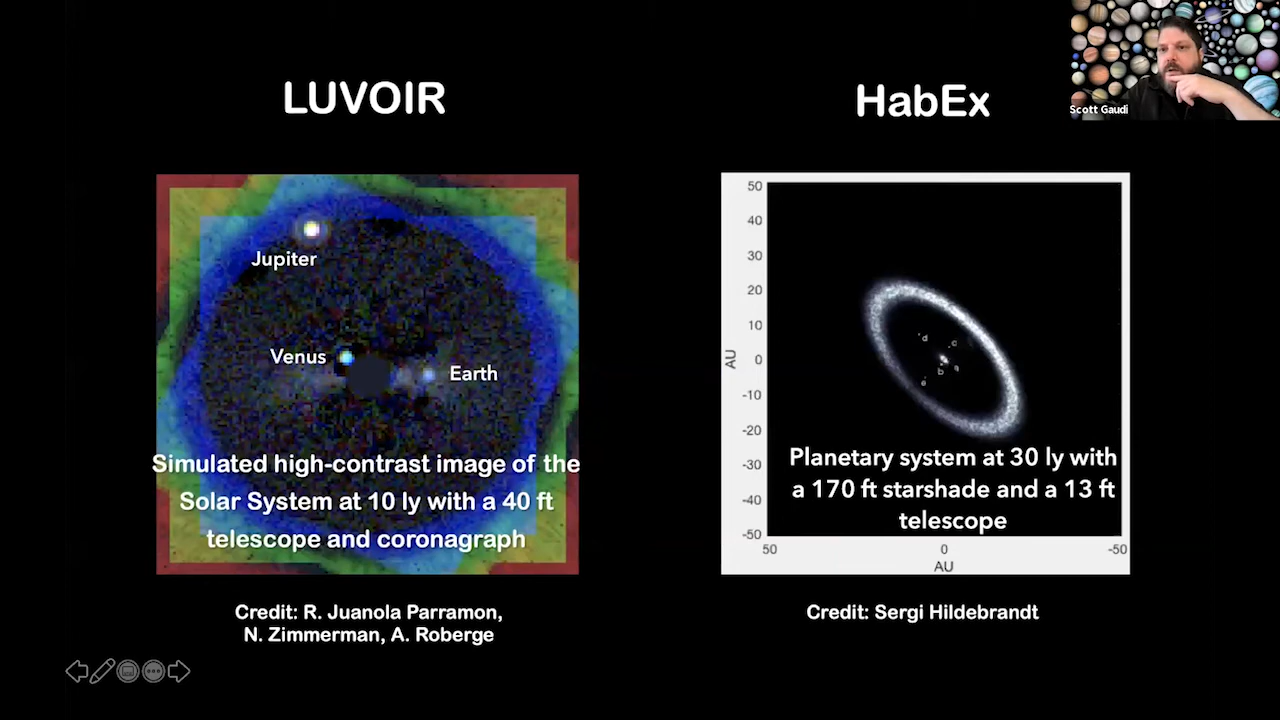 LUVOIR
HabEx
Scott Gaudi
Jupiter
Venus
Earth
Simulated high-contrast image of the
Solar System at 10 ly with a 40 ft
telescope and coronagraph
Credit: R. Juanola Parramon,
N. Zimmerman, A. Roberge
50
40
30
20
10
0
-10
-20
-30
-40
-50
AU
d
c
b
e
Planetary system at 30 ly with
a 170 ft starshade and a 13 ft
telescope
50 0 -50
AU
Credit: Sergi Hildebrandt